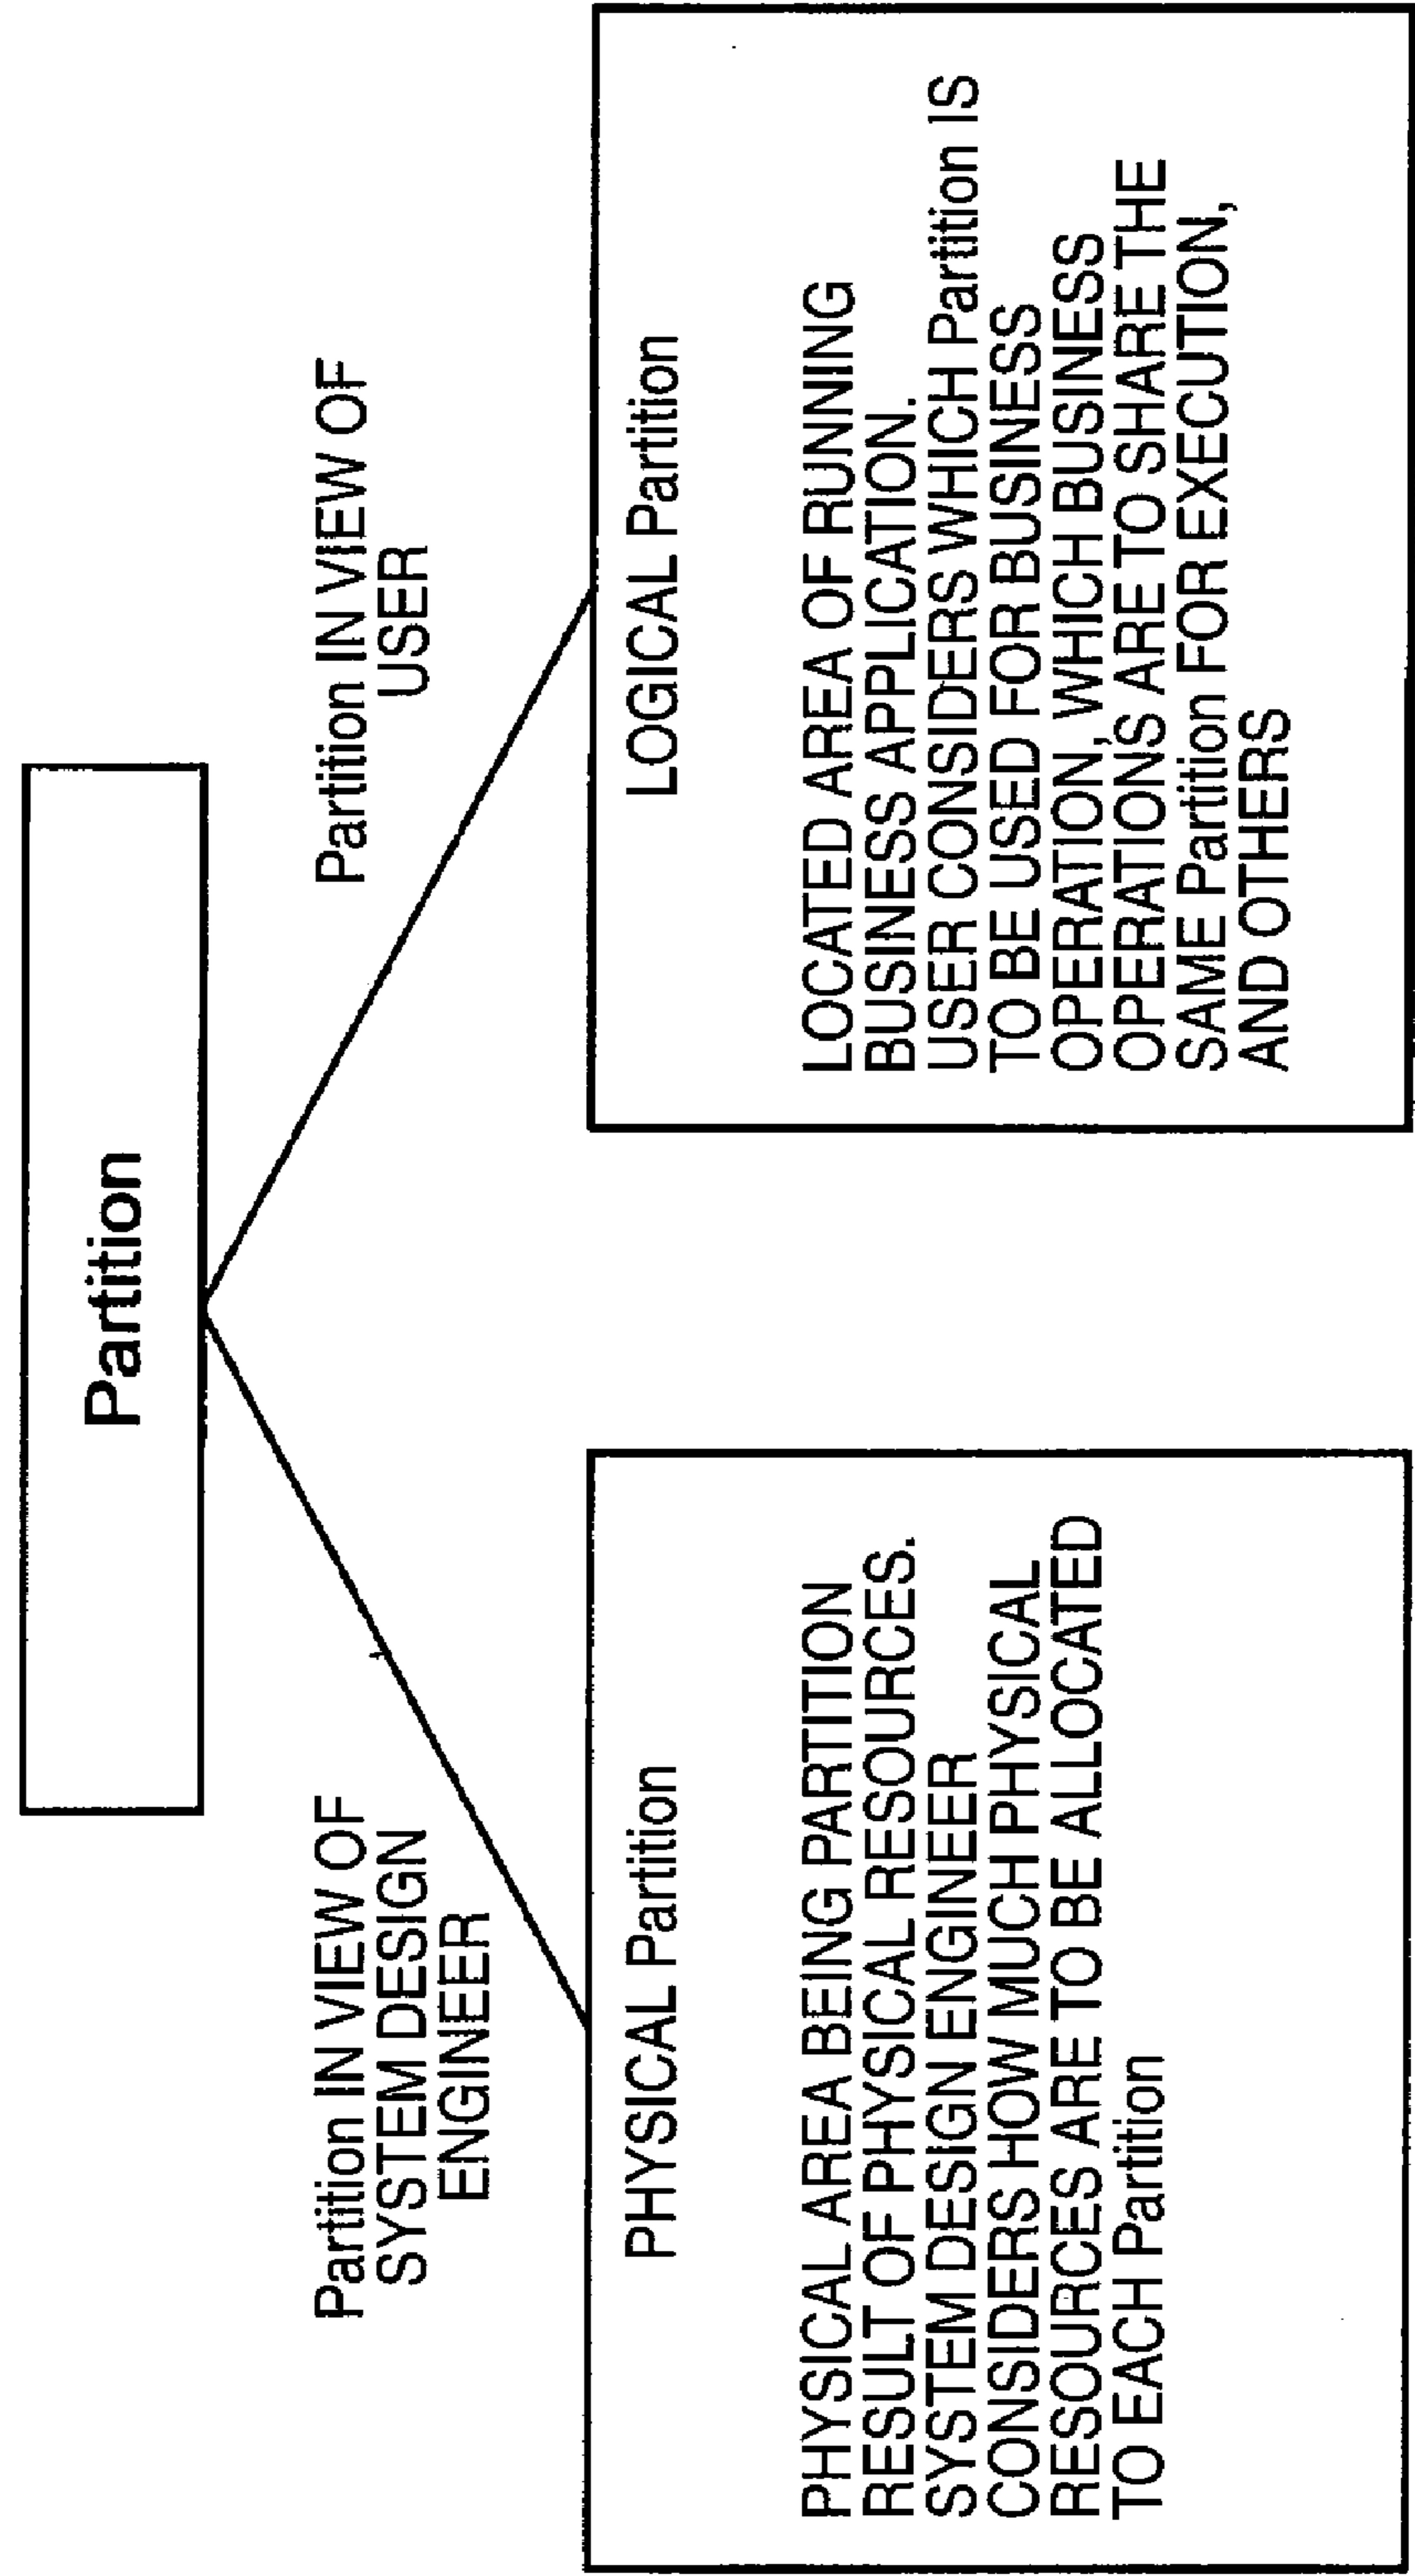 Partition
Partition IN VIEW OF
SYSTEM DESIGN
ENGINEER
Partition IN VIEW OF
USER
PHYSICAL Partition
PHYSICAL AREA BEING PARTITION
RESULT OF PHYSICAL RESOURCES.
SYSTEM DESIGN ENGINEER
CONSIDERS HOW MUCH PHYSICAL
RESOURCES ARE TO BE ALLOCATED
TO EACH Partition
LOGICAL Partition
LOCATED AREA OF RUNNING
BUSINESS APPLICATION.
USER CONSIDERS WHICH Partition IS
TO BE USED FOR BUSINESS
OPERATION, WHICH BUSINESS
OPERATIONS ARE TO SHARE THE
SAME Partition FOR EXECUTION,
AND OTHERS